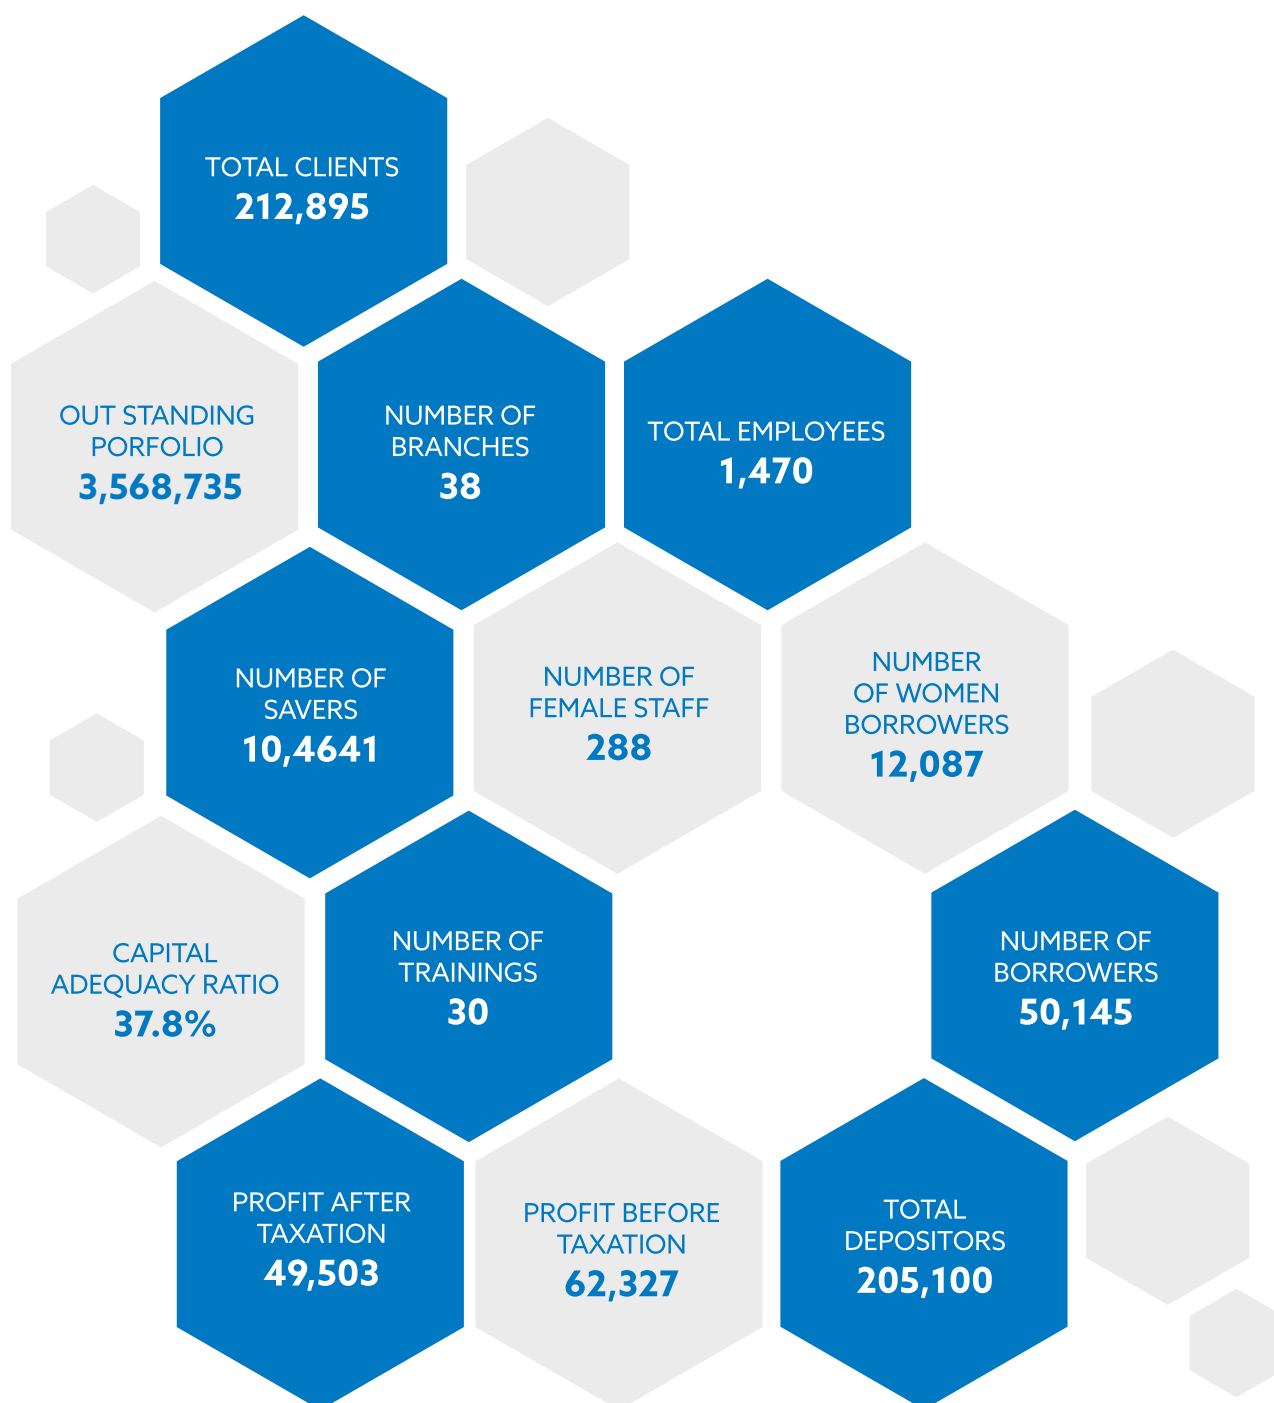 TOTAL CLIENTS
212,895
OUT STANDING
PORFOLIO
3,568,735
NUMBER OF
BRANCHES
38
TOTAL EMPLOYEES
1,470
NUMBER OF
SAVERS
10,4641
NUMBER OF
FEMALE STAFF
288
NUMBER
OF WOMEN
BORROWERS
12,087
CAPITAL
ADEQUACY RATIO
37.8%
NUMBER OF
TRAININGS
30
NUMBER OF
BORROWERS
50,145
PROFIT AFTER
TAXATION
49,503
PROFIT BEFORE
TAXATION
62,327
TOTAL
DEPOSITORS
205,100